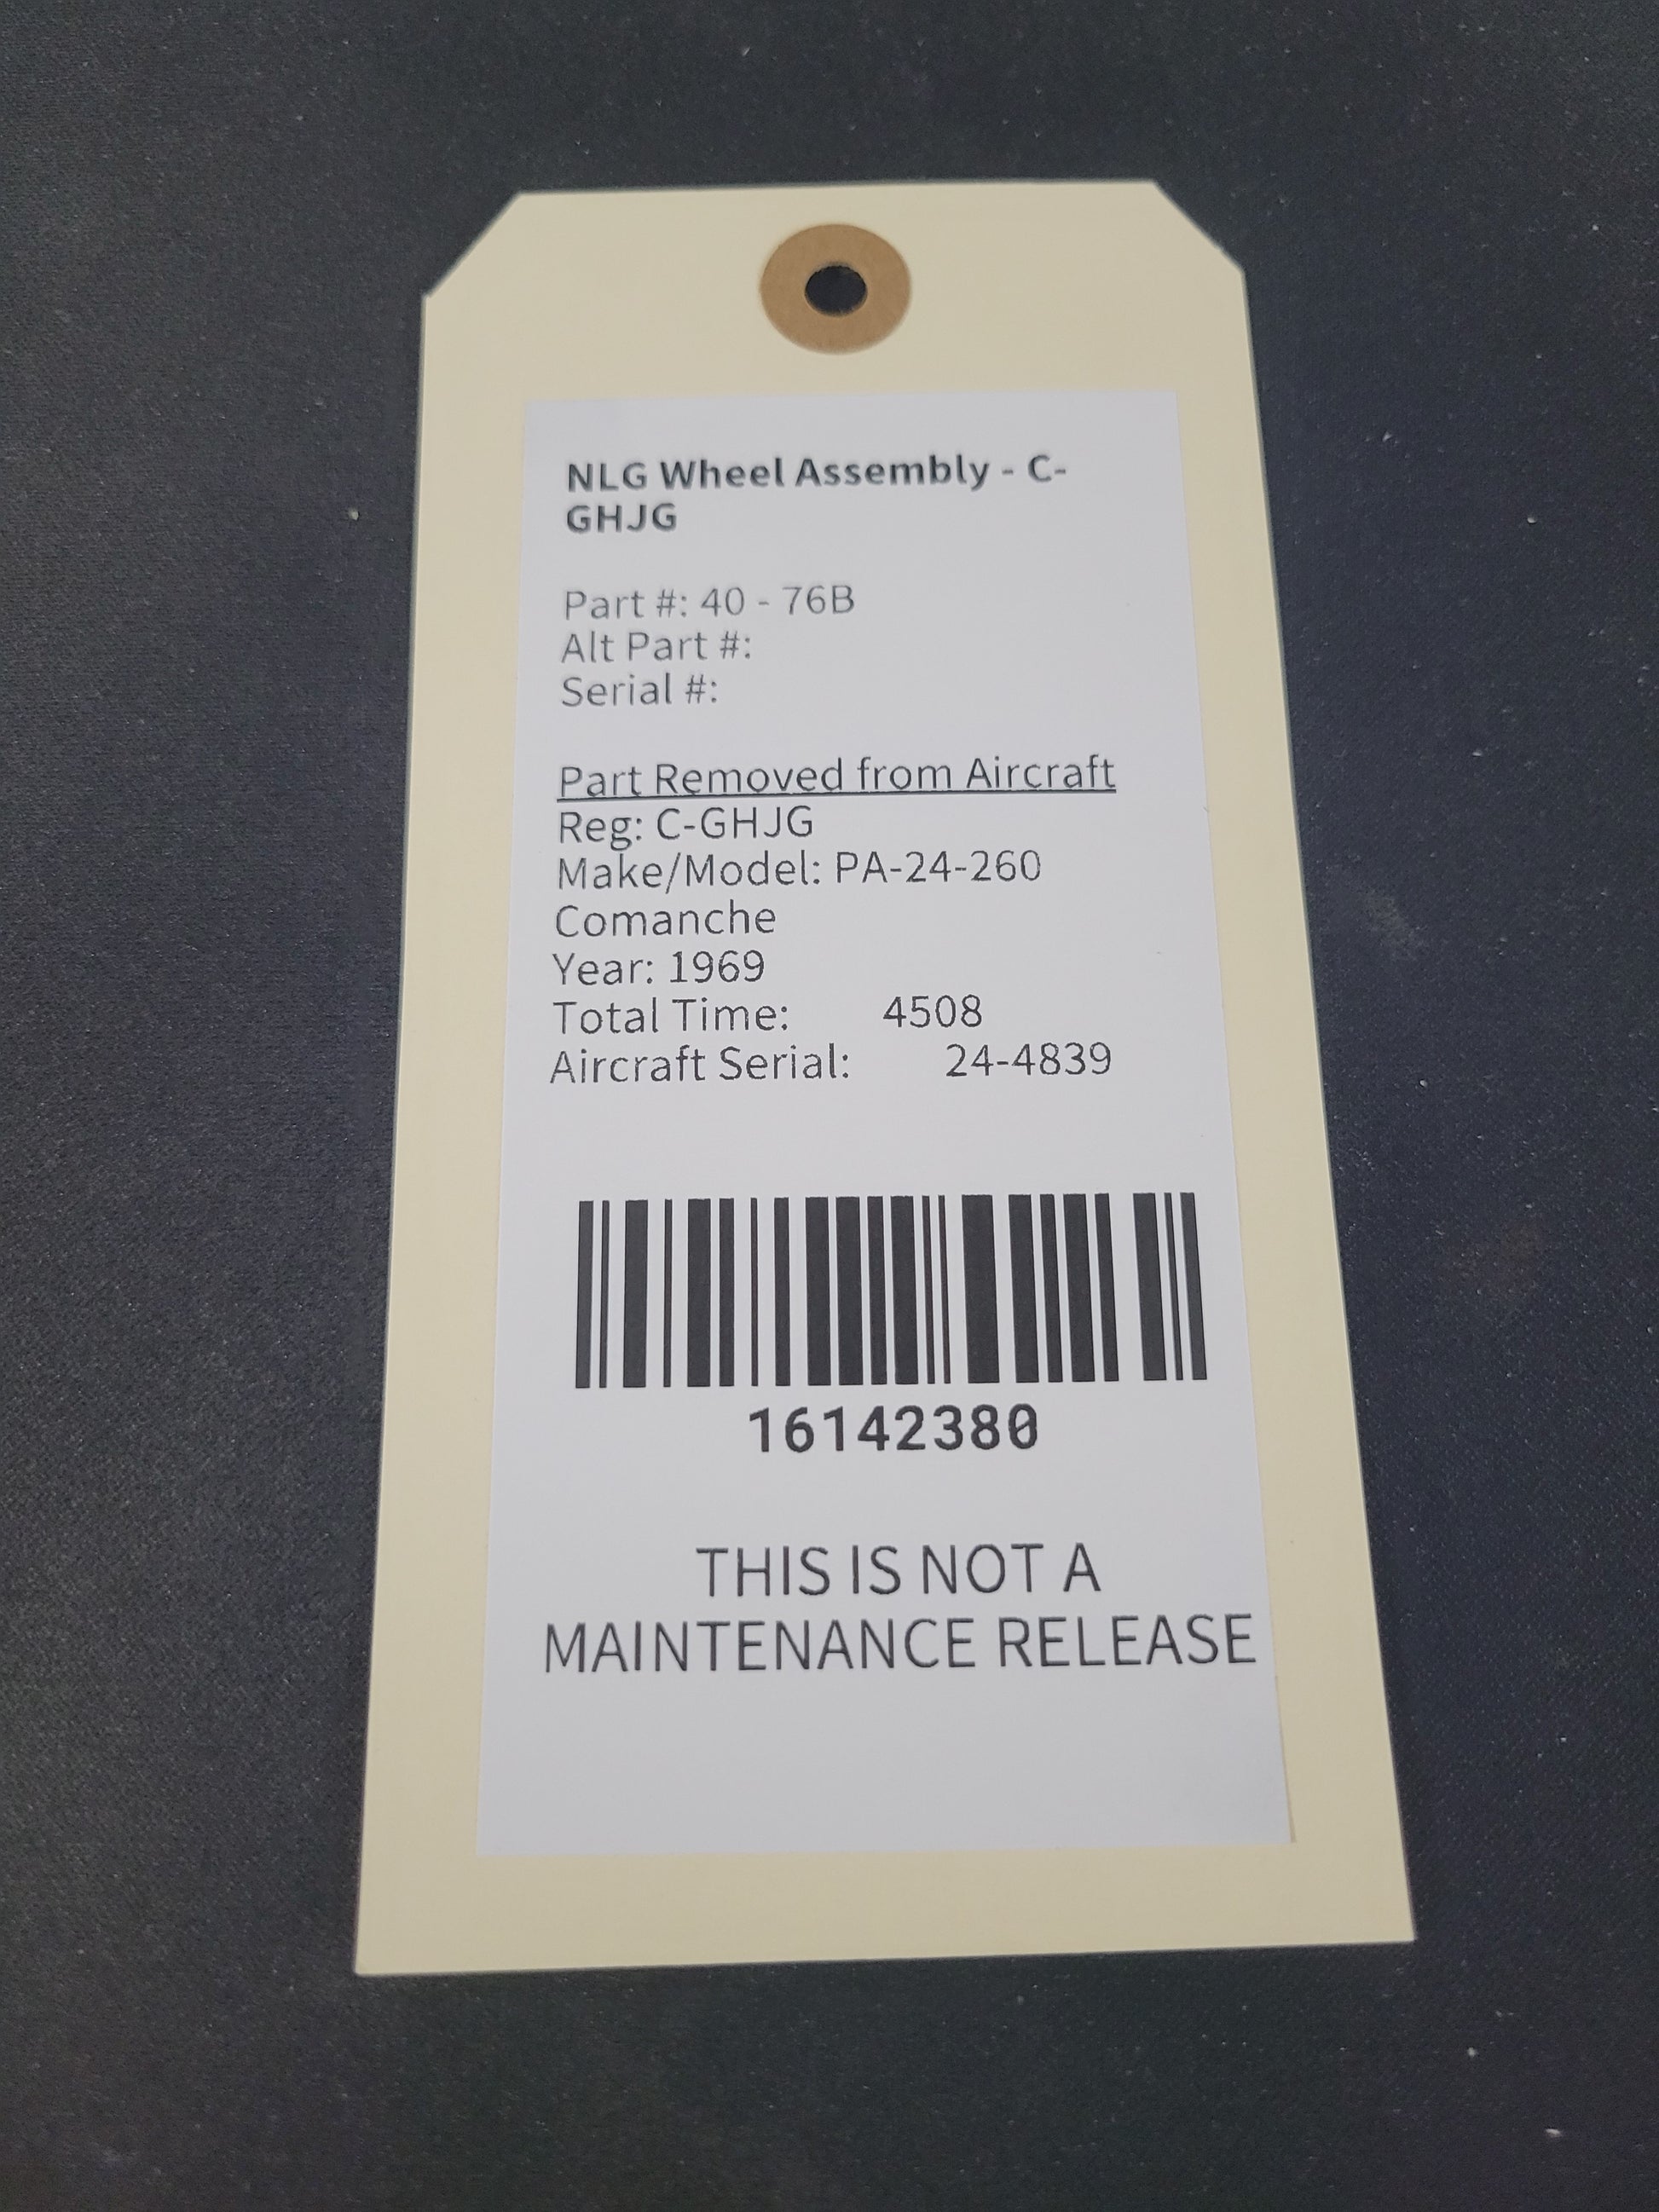 NLG Wheel Assembly - C-
GHJG
Part #: 40 - 76B
Alt Part #:
Serial #:
Part Removed from Aircraft
Reg: C-GHJG
Make/Model: PA-24-260
Comanche
Year: 1969
Total Time: 4508
Aircraft Serial: 24-4839
16142380
THIS IS NOT A
MAINTENANCE RELEASE